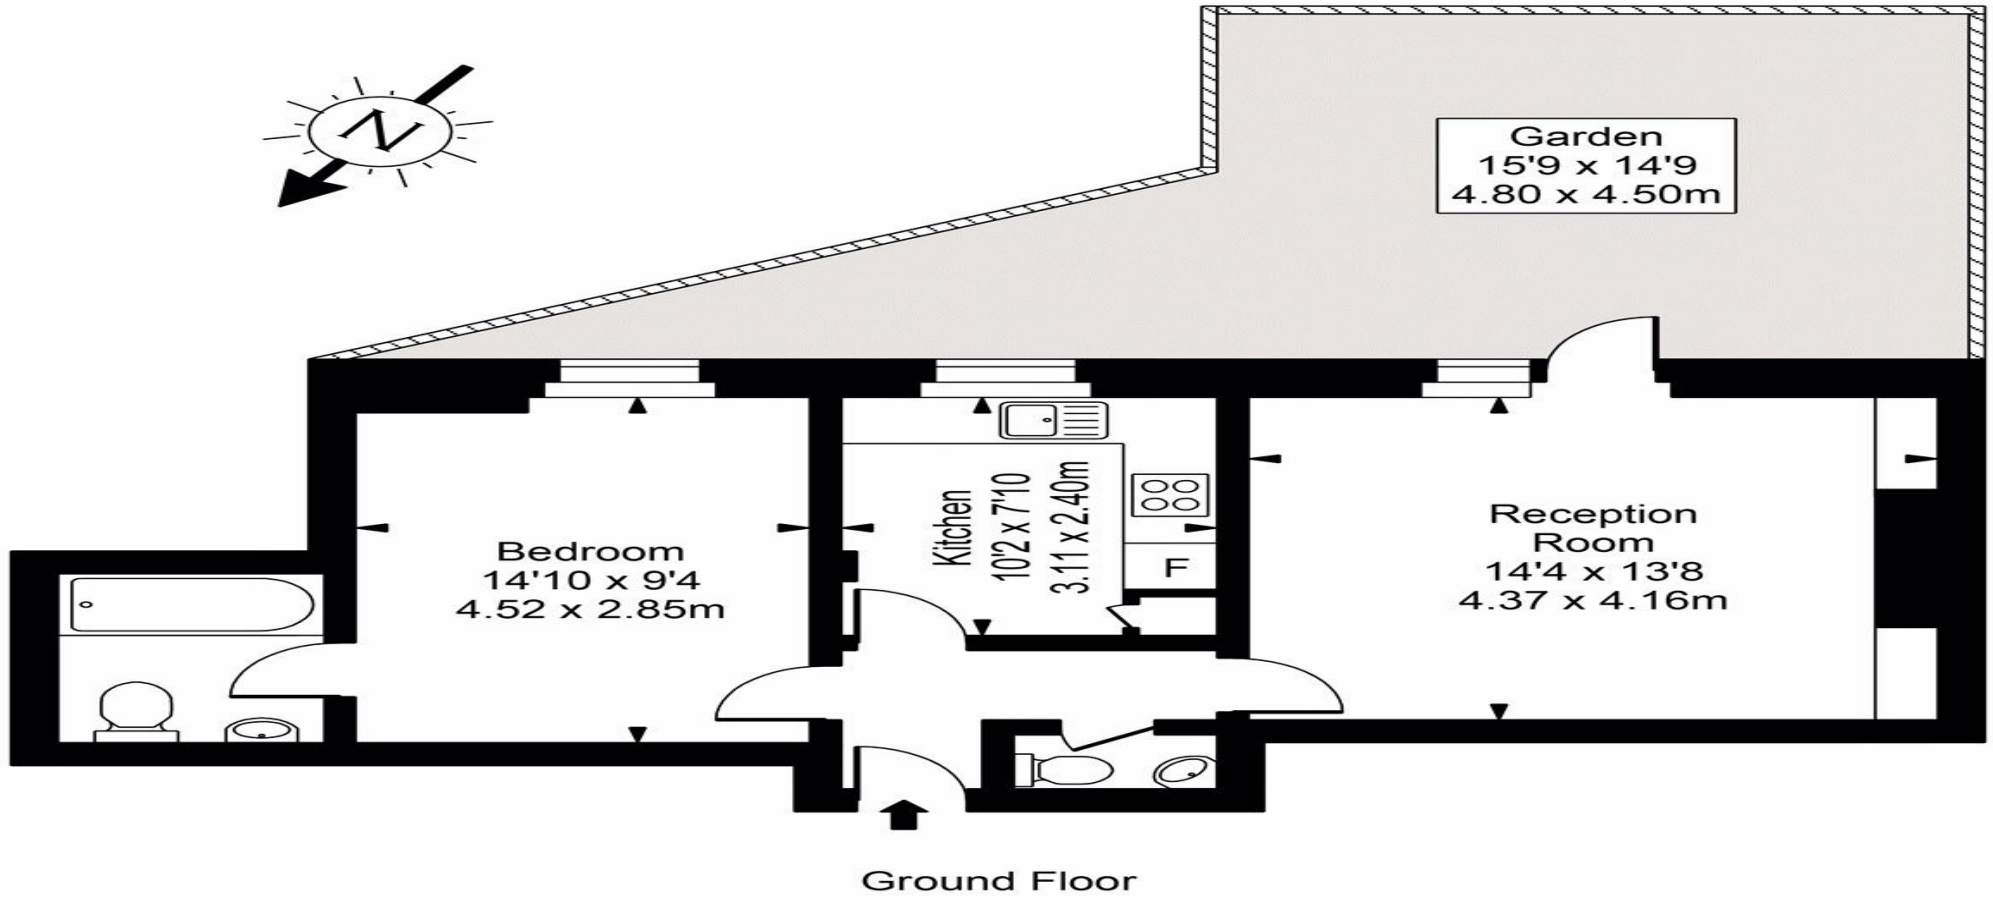 N
Garden
15'9 x 14'9
4.80 x 4.50m
Bedroom
14'10 x 9'4
4.52 x 2.85m
Kitchen
10'2 x 7'10
3.11 x 2.40m
F
Reception
Room
14'4 x 13'8
4.37 x 4.16m
Ground Floor